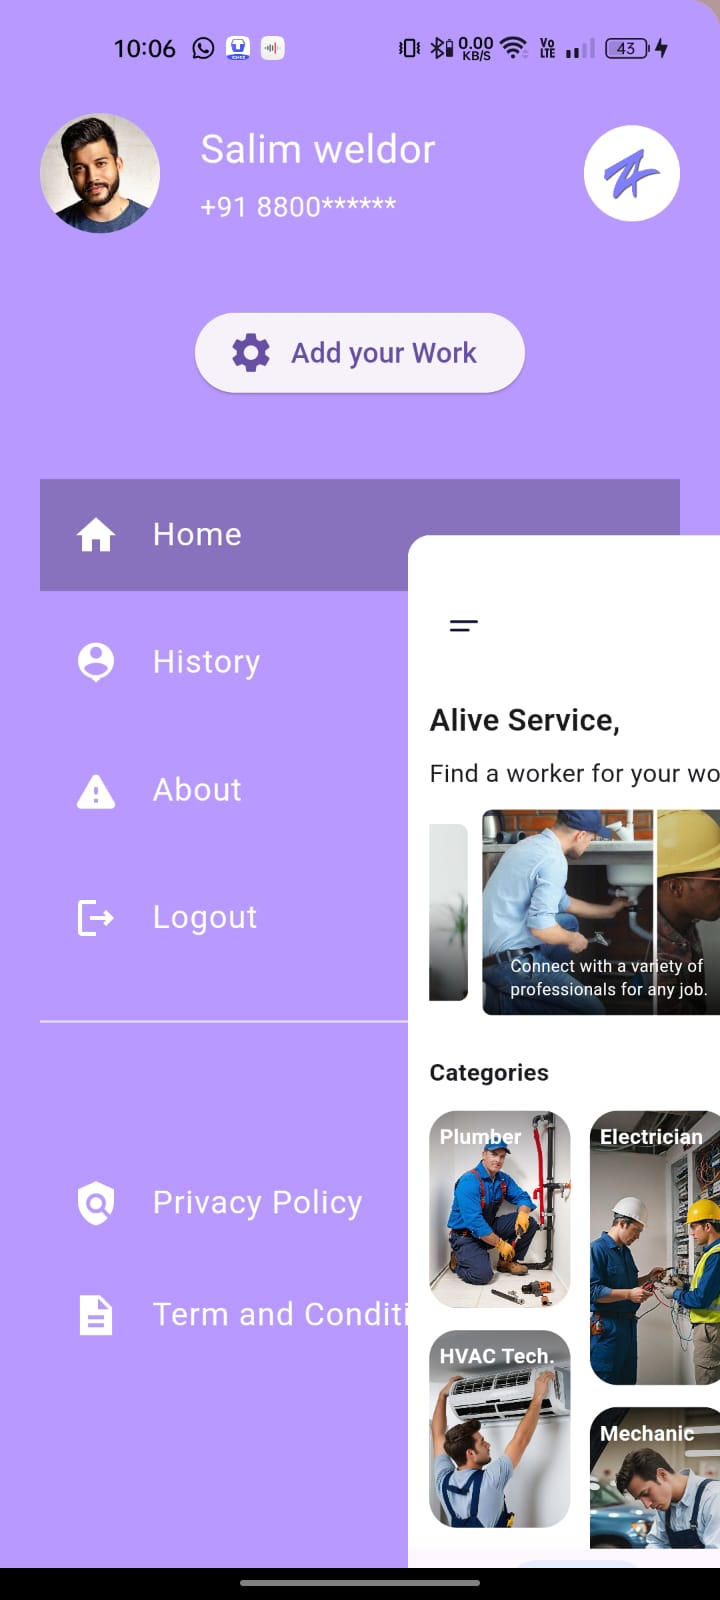 10:06
0.00
KB/S
Vo
LTE
43
Salim weldor
+91 8800******
Add your Work
Home
History
About
Logout
Privacy Policy
Term and Conditi
Alive Service,
Find a worker for your wo
Connect with a variety of
professionals for any job.
Categories
Plumber
Electrician
HVAC Tech.
Mechanic